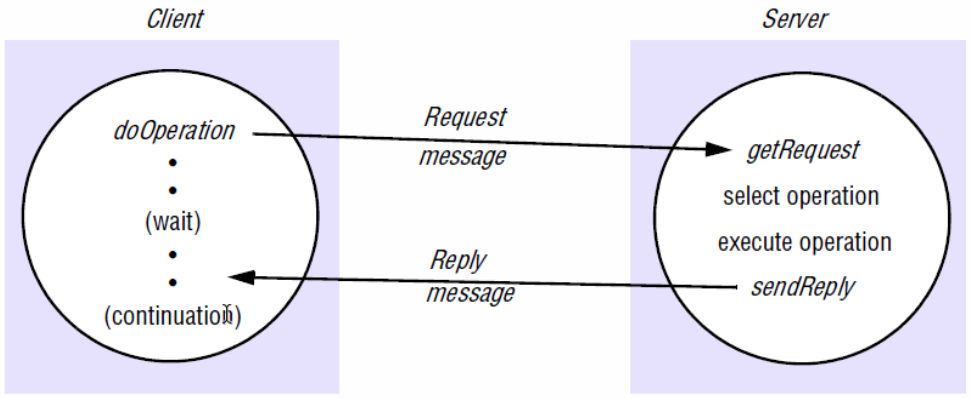 Client
Server
doOperation
Request
message
getRequest
select operation
(wait)
execute operation
Reply
message
sendReply
(continuation)